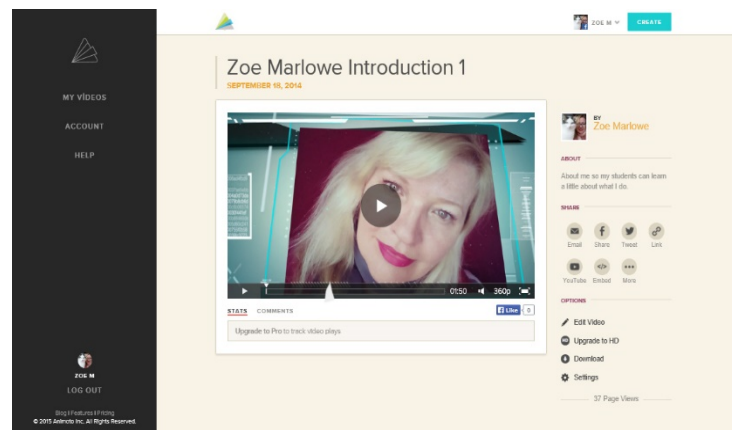 MY VIDEOS
ACCOUNT
HELP
ZOE M
LOG OUT
Blog | Features | Pricing
© 2015 Animoto Inc, All Rights Reserved.
ZOE M
CREATE
Zoe Marlowe Introduction 1
SEPTEMBER 18, 2014
01:50
360p
STATS
COMMENTS
Like
0
Upgrade to Pro to track video plays
BY
Zoe Marlowe
ABOUT
About me so my students can learn
a little about what I do.
SHARE
Email Share Tweet Link
YouTube Embed More
OPTIONS
Edit Video
HD
Upgrade to HD
Download
Settings
37 Page Views